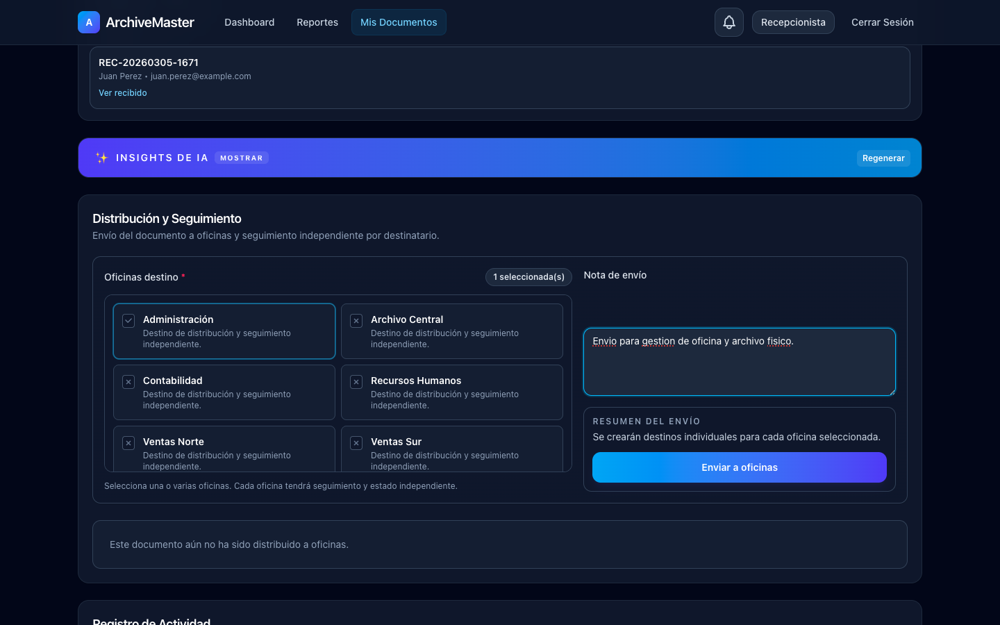 A ArchiveMaster Dashboard Reportes Mis Documentos Recepcionista Cerrar Sesión
REC-20260305-1671
Juan Perez • juan.perez@example.com
Ver recibido
✨ INSIGHTS DE IA MOSTRAR Regenerar
Distribución y Seguimiento
Envío del documento a oficinas y seguimiento independiente por destinatario.
Oficinas destino * 1 seleccionada(s)
Administración
Destino de distribución y seguimiento
independiente.
Archivo Central
Destino de distribución y seguimiento
independiente.
Contabilidad
Destino de distribución y seguimiento
independiente.
Recursos Humanos
Destino de distribución y seguimiento
independiente.
Ventas Norte
Destino de distribución y seguimiento
independiente.
Ventas Sur
Destino de distribución y seguimiento
independiente.
Selecciona una o varias oficinas. Cada oficina tendrá seguimiento y estado independiente.
Nota de envío
Envio para gestion de oficina y archivo fisico.
RESUMEN DEL ENVÍO
Se crearán destinos individuales para cada oficina seleccionada.
Enviar a oficinas
Este documento aún no ha sido distribuido a oficinas.
Registro de Actividad